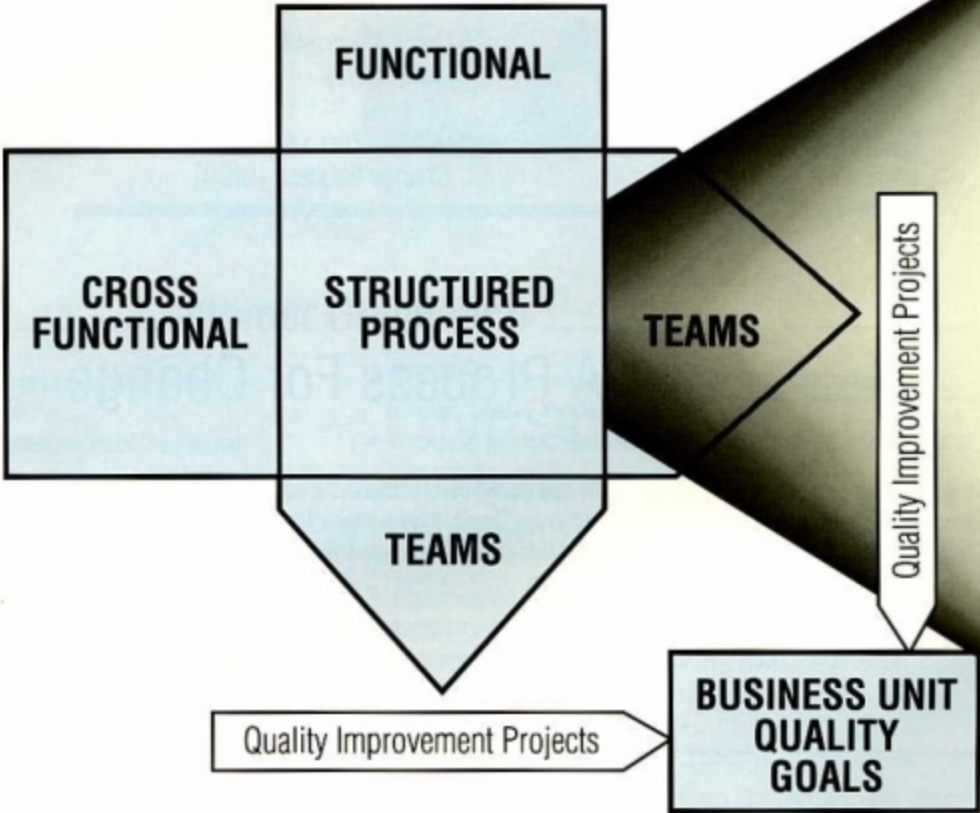 FUNCTIONAL
CROSS
FUNCTIONAL
STRUCTURED
PROCESS
TEAMS
Quality Improvement Projects
TEAMS
Quality Improvement Projects
BUSINESS UNIT
QUALITY
GOALS